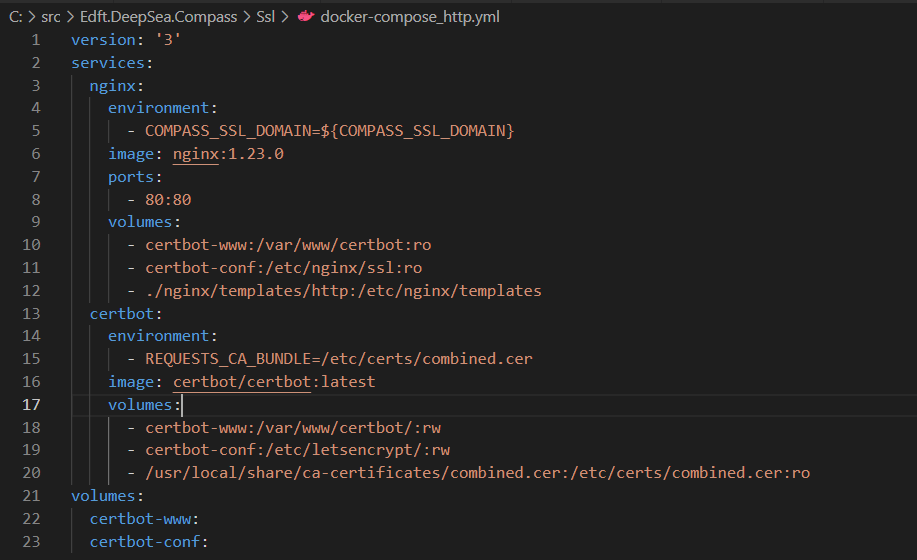 C: > src > Edft.DeepSea.Compass > Ssl > docker-compose_http.yml
1 version: '3'
2 services:
3   nginx:
4     environment:
5       - COMPASS_SSL_DOMAIN=${COMPASS_SSL_DOMAIN}
6     image: nginx:1.23.0
7     ports:
8       - 80:80
9     volumes:
10       - certbot-www:/var/www/certbot:ro
11       - certbot-conf:/etc/nginx/ssl:ro
12       - ./nginx/templates/http:/etc/nginx/templates
13   certbot:
14     environment:
15       - REQUESTS_CA_BUNDLE=/etc/certs/combined.cer
16     image: certbot/certbot:latest
17     volumes:
18       - certbot-www:/var/www/certbot/:rw
19       - certbot-conf:/etc/letsencrypt/:rw
20       - /usr/local/share/ca-certificates/combined.cer:/etc/certs/combined.cer:ro
21 volumes:
22   certbot-www:
23   certbot-conf: